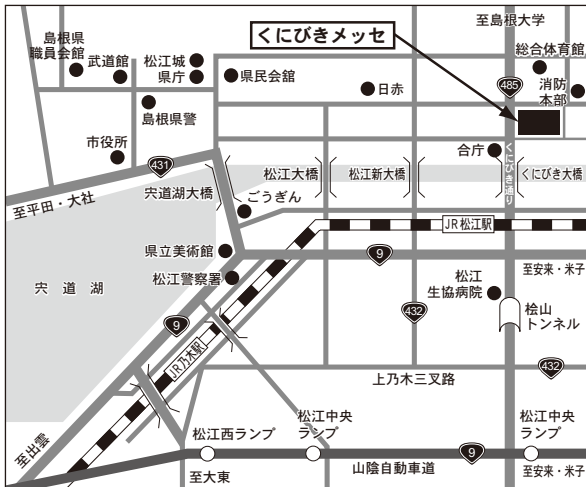 至島根大学
くにびきメッセ
島根県
職員会館
武道館
松江城
県庁
県民会館
日赤
総合体育館
485
消防
本部
島根県警
市役所
431
合庁
くにびき通り
松江大橋
松江新大橋
くにびき大橋
宍道湖大橋
ごうぎん
至平田・大社
JR松江駅
県立美術館
9
至安来・米子
宍道湖
松江警察署
松江
生協病院
432
桧山
トンネル
9
JR乃木駅
432
上乃木三叉路
至出雲
松江西ランプ
松江中央
ランプ
松江中央
ランプ
9
山陰自動車道
至大東
至安来・米子